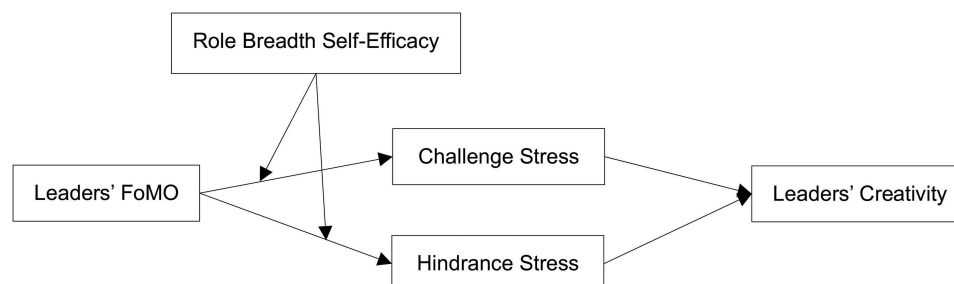 Role Breadth Self-Efficacy
Challenge Stress
Leaders’ FoMO
Leaders’ Creativity
Hindrance Stress